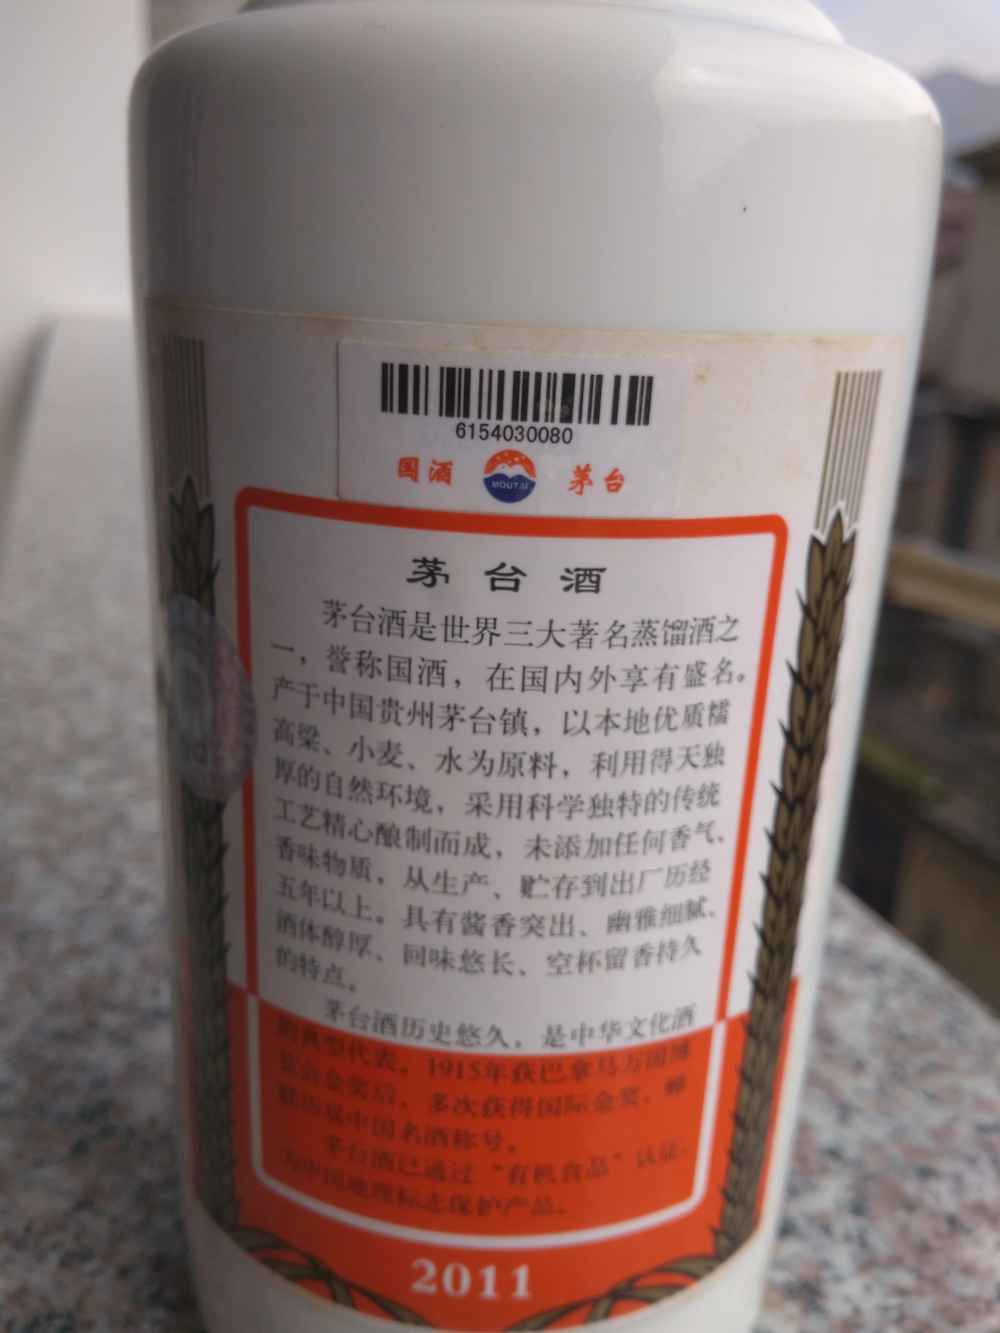 6154030080
国酒 MOUTAI 茅台
茅台酒
茅台酒是世界三大著名蒸馏酒之
一，誉称国酒，在国内外享有盛名。
产于中国贵州茅台镇，以本地优质糯
高粱、小麦、水为原料，利用得天独
厚的自然环境，采用科学独特的传统
工艺精心酿制而成，未添加任何香气、
香味物质，从生产、贮存到出厂历经
五年以上。具有酱香突出、幽雅细腻、
酒体醇厚、回味悠长、空杯留香持久
的特点。
茅台酒历史悠久，是中华文化酒
的典型代表。1915年获巴拿马万国博
览会金奖后，多次获得国际金奖，蝉
联历届中国名酒称号。
茅台酒已通过“有机食品”认证，
为中国地理标志保护产品。
2011